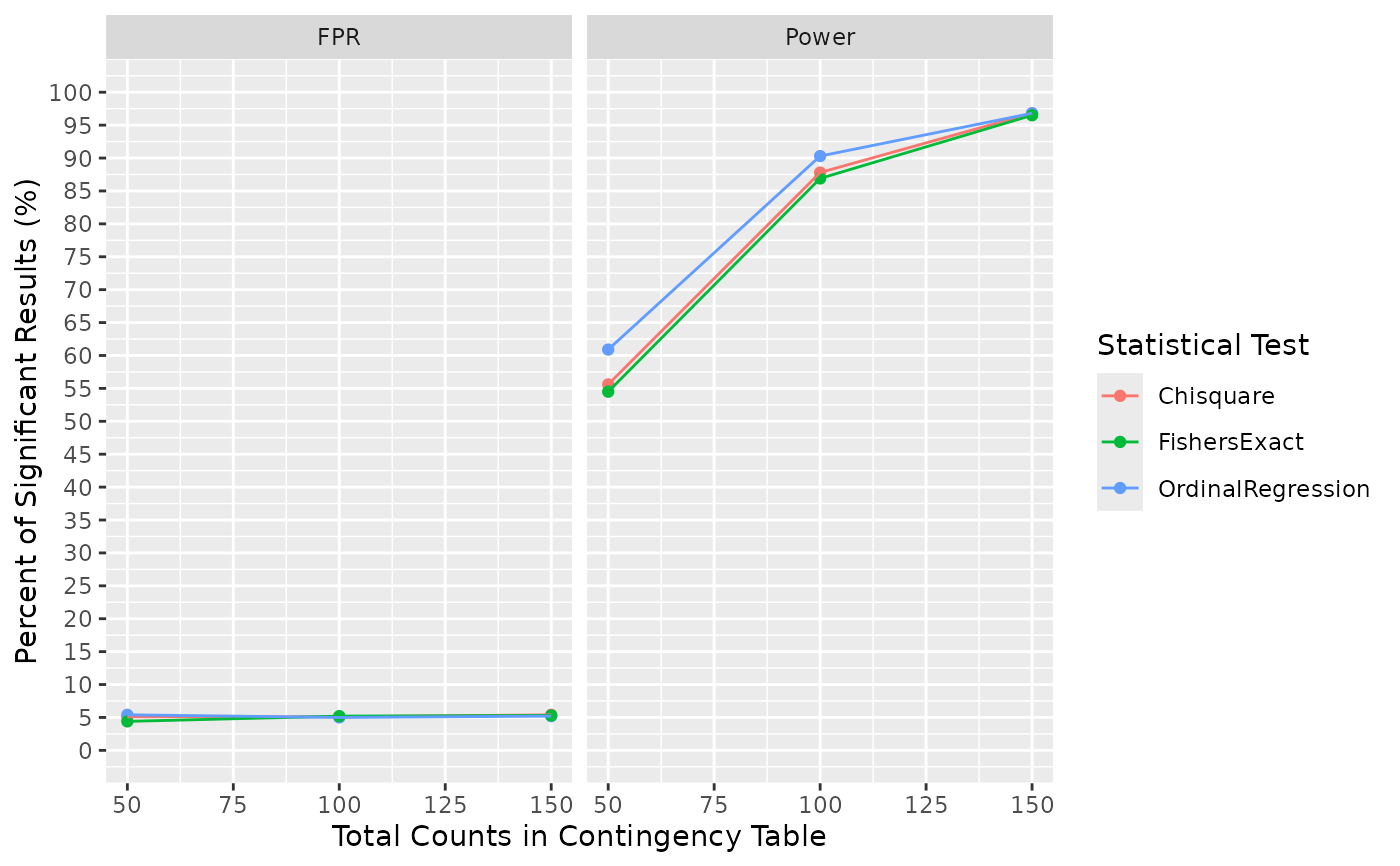 FPR
Power
Percent of Significant Results (%)
100
95
90
85
80
75
70
65
60
55
50
45
40
35
30
25
20
15
10
5
0
50 75 100 125 150
50 75 100 125 150
Total Counts in Contingency Table
Statistical Test
Chisquare
FishersExact
OrdinalRegression